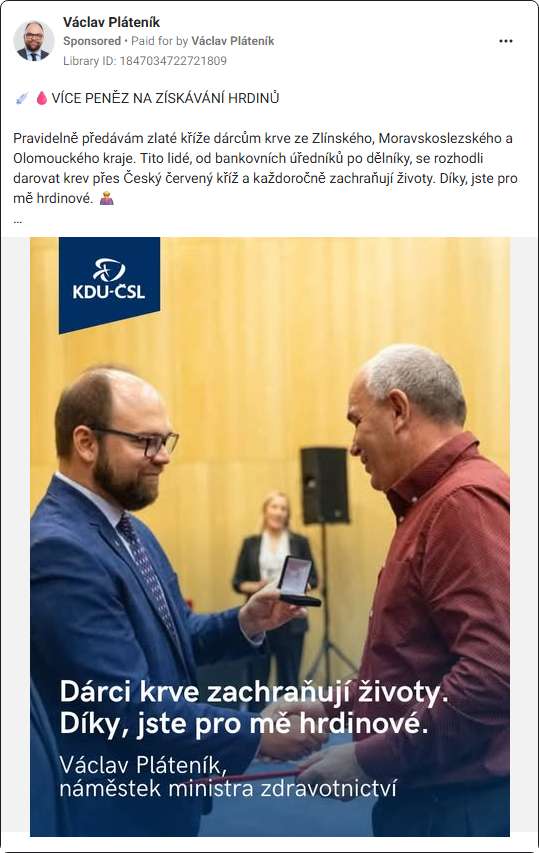 Václav Pláteník
Sponsored • Paid for by Václav Pláteník
Library ID: 1847034722721809
💉🩸VÍCE PENĚZ NA ZÍSKÁVÁNÍ HRDINŮ
Pravidelně předávám zlaté kříže dárcům krve ze Zlínského, Moravskoslezského a
Olomouckého kraje. Tito lidé, od bankovních úředníků po dělníky, se rozhodli
darovat krev přes Český červený kříž a každoročně zachraňují životy. Díky, jste pro
mě hrdinové.
...
KDU-ČSL
Dárci krve zachraňují životy.
Díky, jste pro mě hrdinové.
Václav Pláteník,
náměstek ministra zdravotnictví